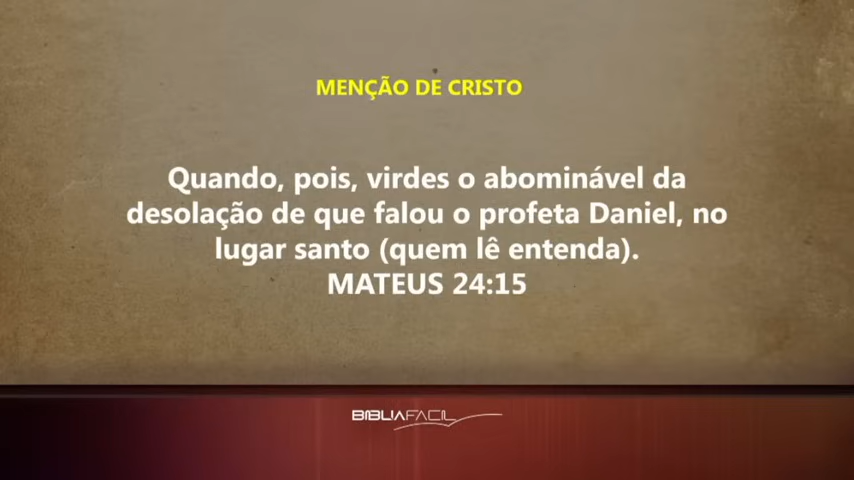 MENÇÃO DE CRISTO
Quando, pois, virdes o abominável da
desolação de que falou o profeta Daniel, no
lugar santo (quem lê entenda).
MATEUS 24:15
BIBLIAFACIL